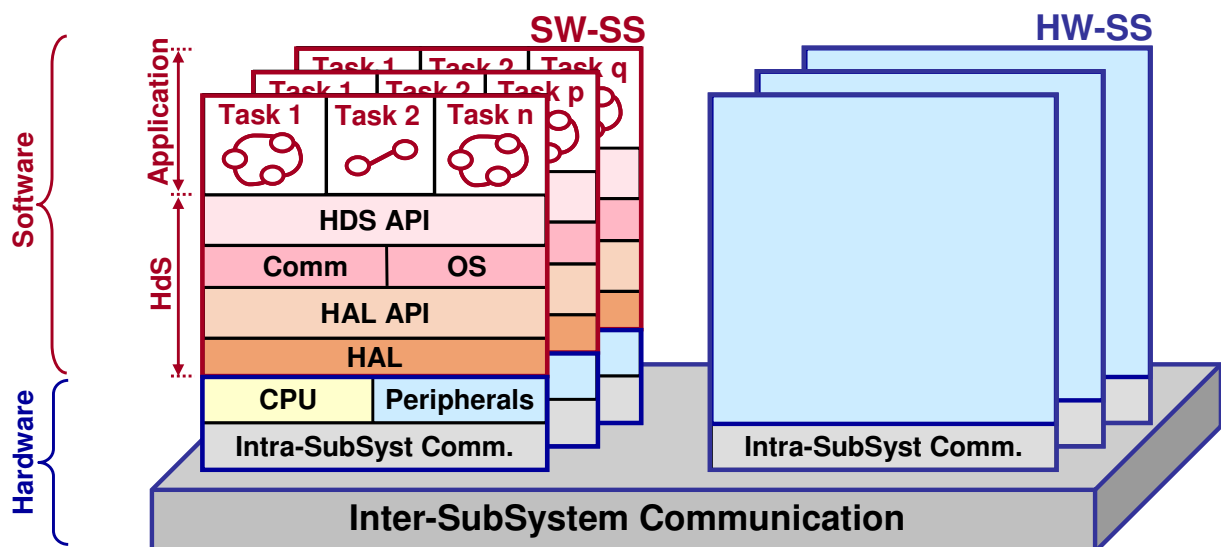 SW-SS
HW-SS
Task 1 Task 2 Task q
Task 1 Task 2 Task p
Task 1 Task 2 Task n
Application
Software
HDS API
Comm OS
HdS
HAL API
HAL
CPU Peripherals
Hardware
Intra-SubSyst Comm.
Intra-SubSyst Comm.
Inter-SubSystem Communication